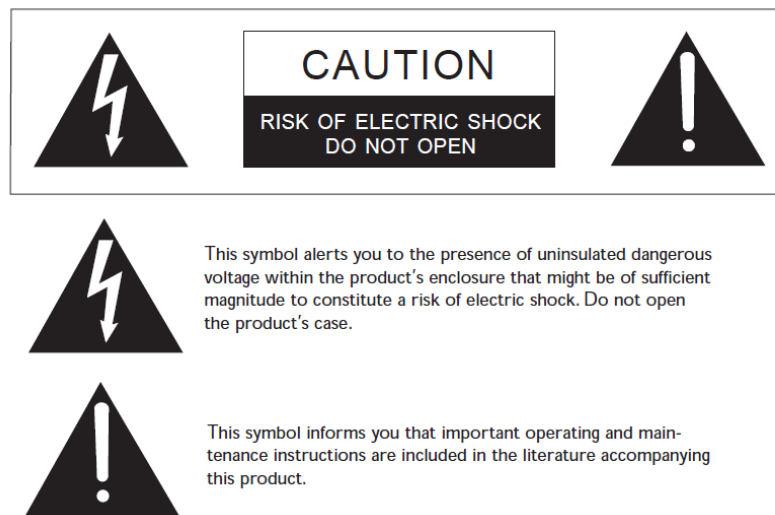 CAUTION
RISK OF ELECTRIC SHOCK
DO NOT OPEN
This symbol alerts you to the presence of uninsulated dangerous
voltage within the product's enclosure that might be of sufficient
magnitude to constitute a risk of electric shock. Do not open
the product's case.
This symbol informs you that important operating and main-
tenance instructions are included in the literature accompanying
this product.